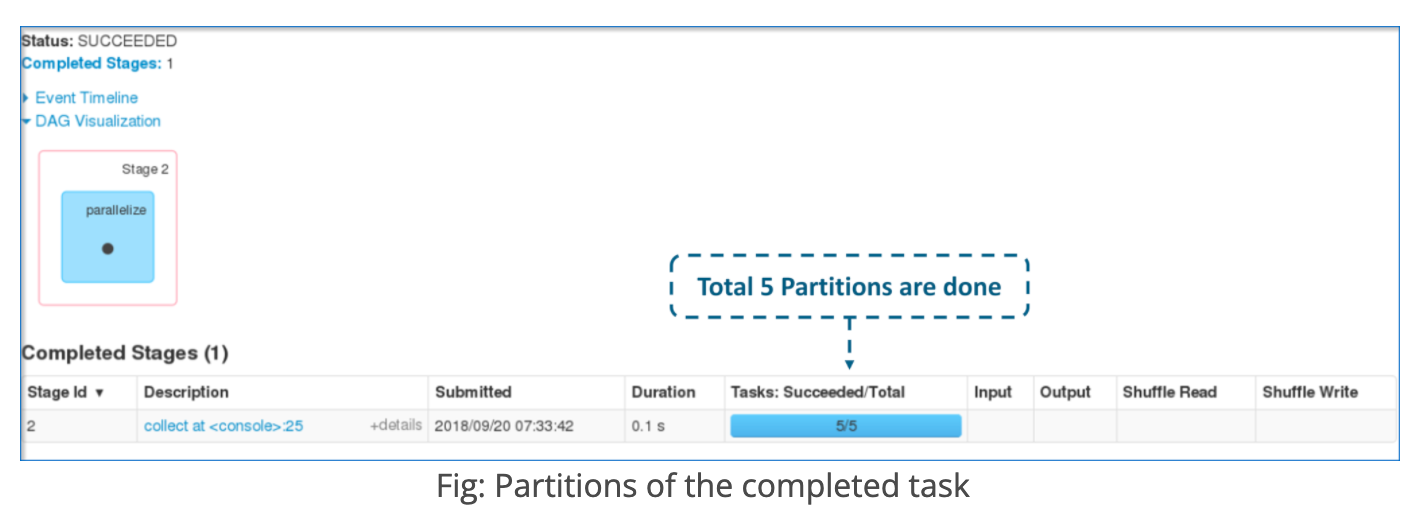 Status: SUCCEEDED
Completed Stages: 1
Event Timeline
DAG Visualization
Stage 2
parallelize
Total 5 Partitions are done
Completed Stages (1)
Stage Id ▾ Description Submitted Duration Tasks: Succeeded/Total Input Output Shuffle Read Shuffle Write
2 collect at <console>:25 +details 2018/09/20 07:33:42 0.1 s 5/5
Fig: Partitions of the completed task